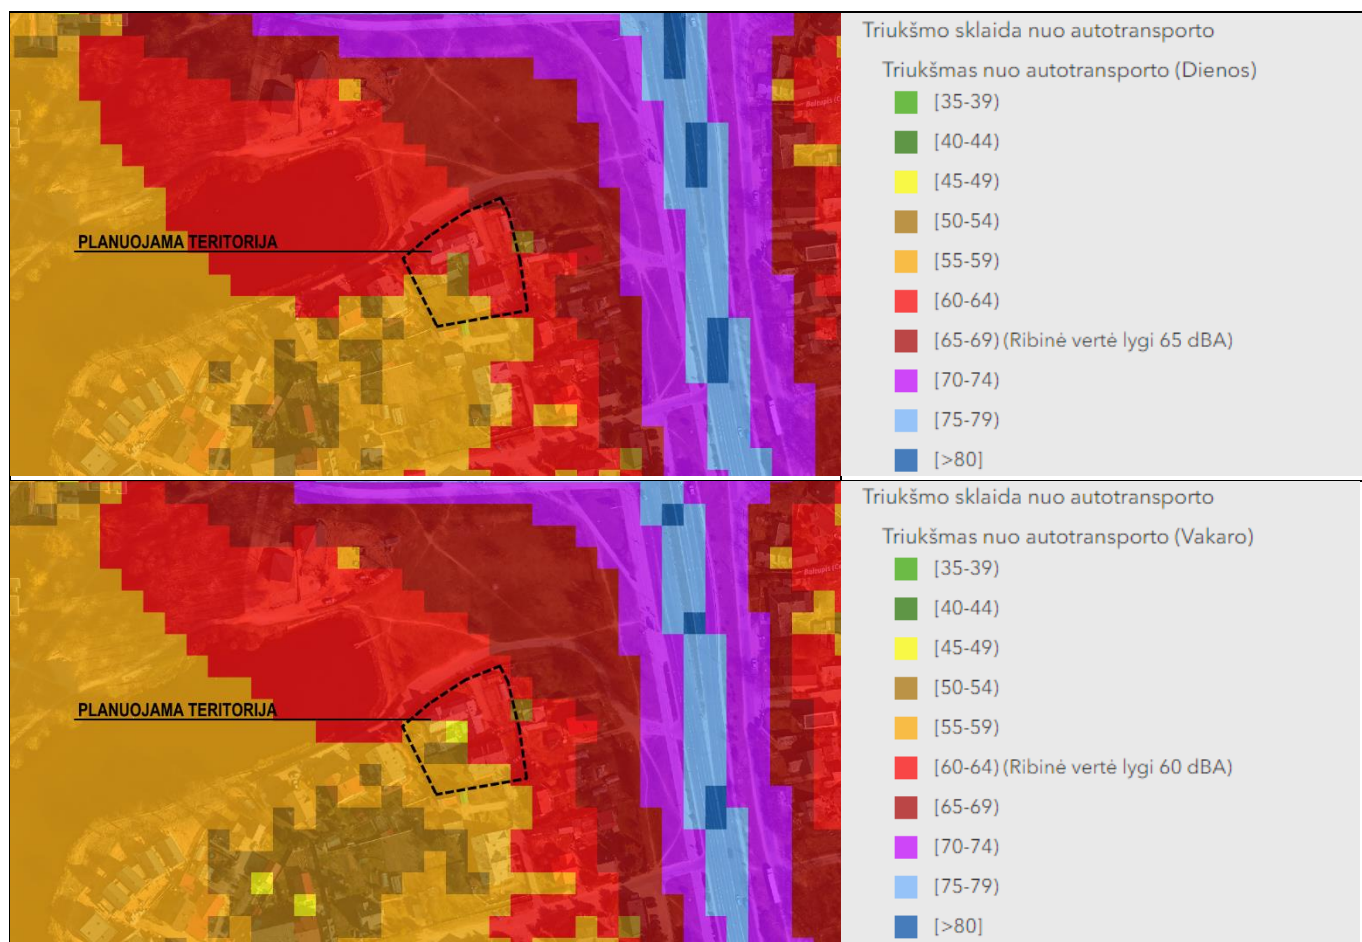 Triukšmo sklaida nuo autotransporto
Triukšmas nuo autotransporto (Dienos)
[35-39)
[40-44)
[45-49)
[50-54)
[55-59)
[60-64)
[65-69) (Ribinė vertė lygi 65 dBA)
[70-74)
[75-79)
[>80]
PLANUOJAMA TERITORIJA
Triukšmo sklaida nuo autotransporto
Triukšmas nuo autotransporto (Vakaro)
[35-39)
[40-44)
[45-49)
[50-54)
[55-59)
[60-64) (Ribinė vertė lygi 60 dBA)
[65-69)
[70-74)
[75-79)
[>80]
PLANUOJAMA TERITORIJA